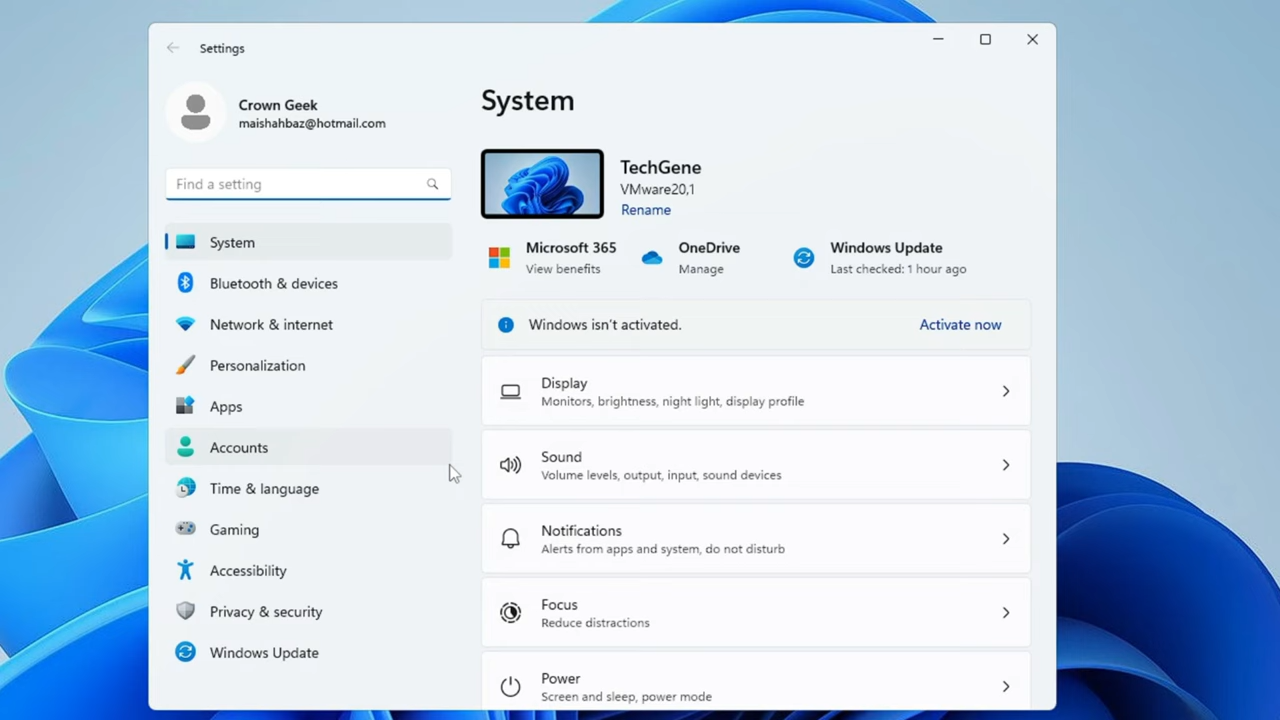 Settings
Crown Geek
maishahbaz@hotmail.com
Find a setting
System
Bluetooth & devices
Network & internet
Personalization
Apps
Accounts
Time & language
Gaming
Accessibility
Privacy & security
Windows Update
System
TechGene
VMware20,1
Rename
Microsoft 365
View benefits
OneDrive
Manage
Windows Update
Last checked: 1 hour ago
Windows isn't activated.
Activate now
Display
Monitors, brightness, night light, display profile
Sound
Volume levels, output, input, sound devices
Notifications
Alerts from apps and system, do not disturb
Focus
Reduce distractions
Power
Screen and sleep, power mode